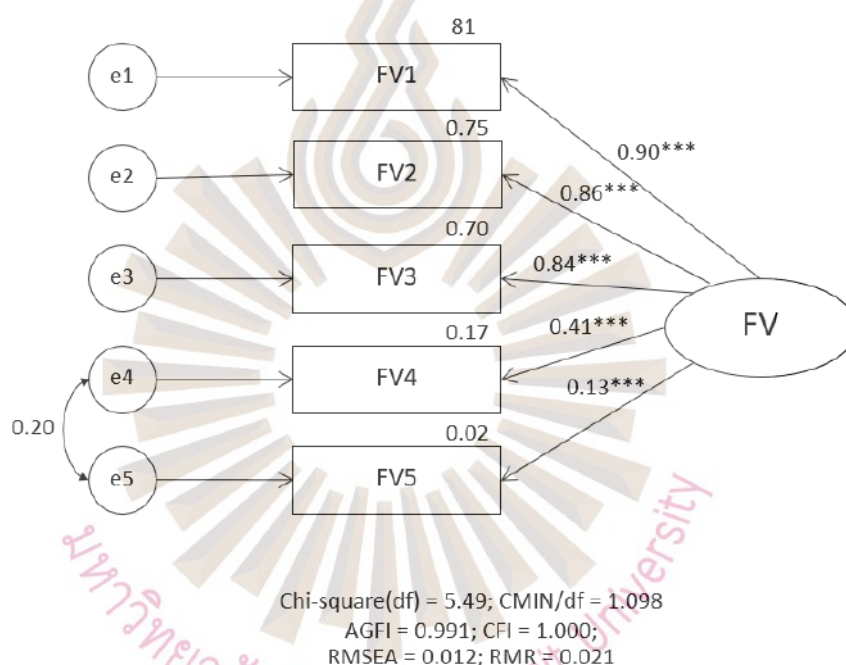 81
e1
FV1
0.90***
0.75
e2
FV2
0.86***
0.70
e3
FV3
0.84***
FV
0.17
e4
FV4
0.41***
0.13***
0.20
0.02
e5
FV5
University
Chi-square(df) = 5.49; CMIN/df = 1.098
AGFI = 0.991; CFI = 1.000;
RMSEA = 0.012; RMR = 0.021